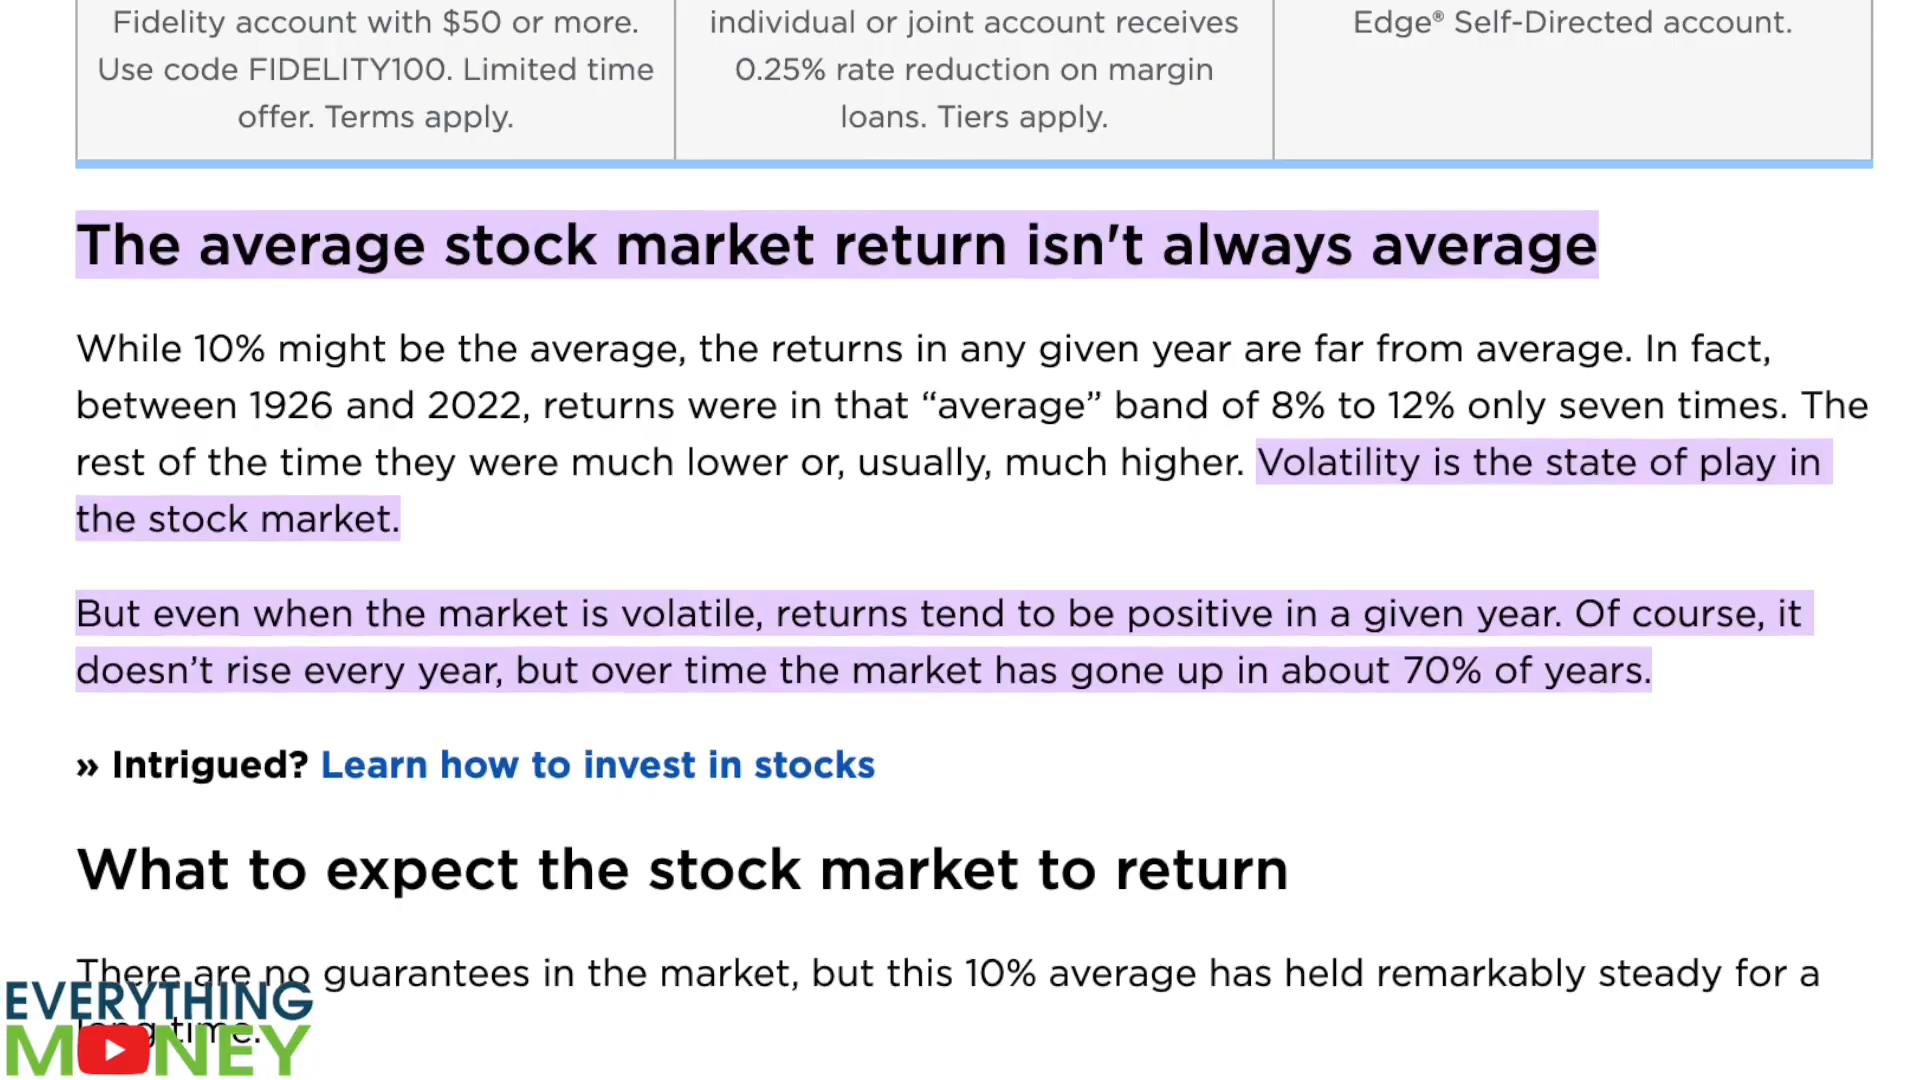 Fidelity account with $50 or more.
Use code FIDELITY100. Limited time
offer. Terms apply.
individual or joint account receives
0.25% rate reduction on margin
loans. Tiers apply.
Edge® Self-Directed account.
The average stock market return isn't always average
While 10% might be the average, the returns in any given year are far from average. In fact,
between 1926 and 2022, returns were in that “average” band of 8% to 12% only seven times. The
rest of the time they were much lower or, usually, much higher. Volatility is the state of play in
the stock market.
But even when the market is volatile, returns tend to be positive in a given year. Of course, it
doesn’t rise every year, but over time the market has gone up in about 70% of years.
» Intrigued? Learn how to invest in stocks
What to expect the stock market to return
There are no guarantees in the market, but this 10% average has held remarkably steady for a
long time.
EVERYTHING
MONEY